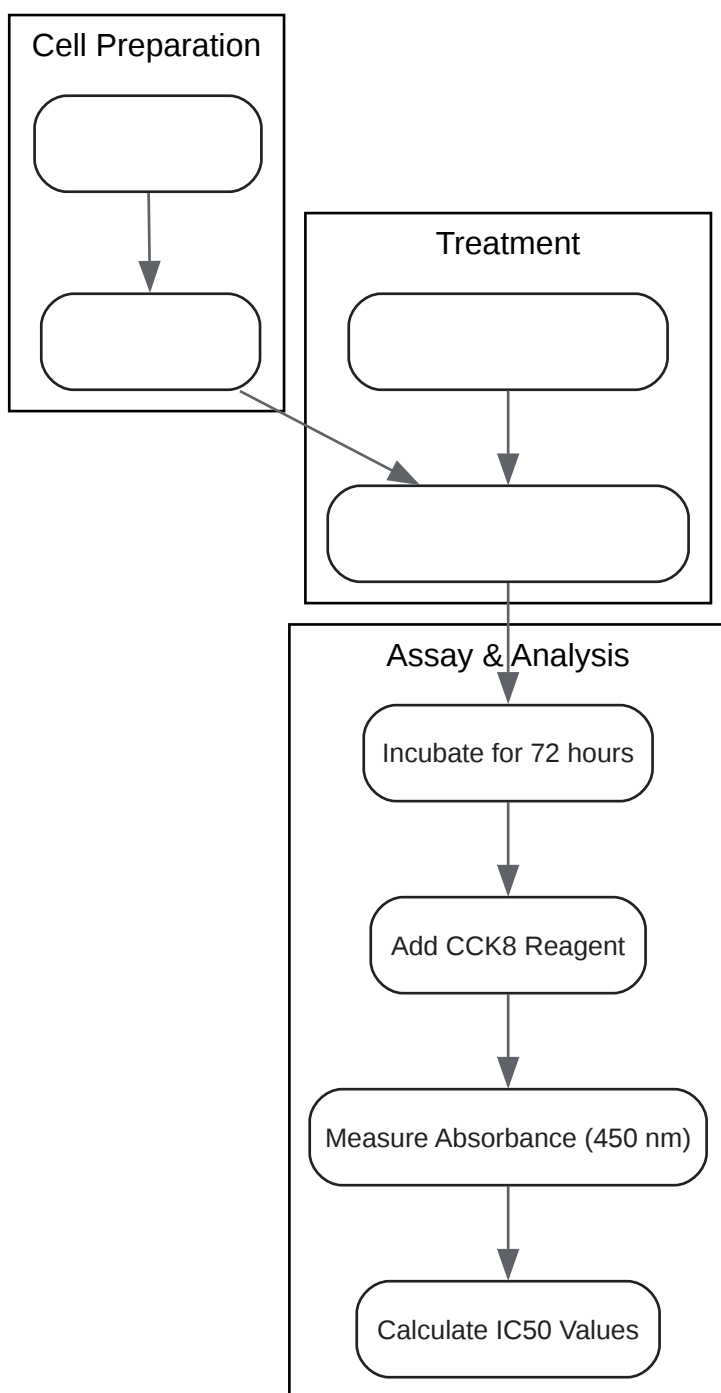 Cell Preparation
Treatment
Assay & Analysis
Incubate for 72 hours
Add CCK8 Reagent
Measure Absorbance (450 nm)
Calculate IC50 Values